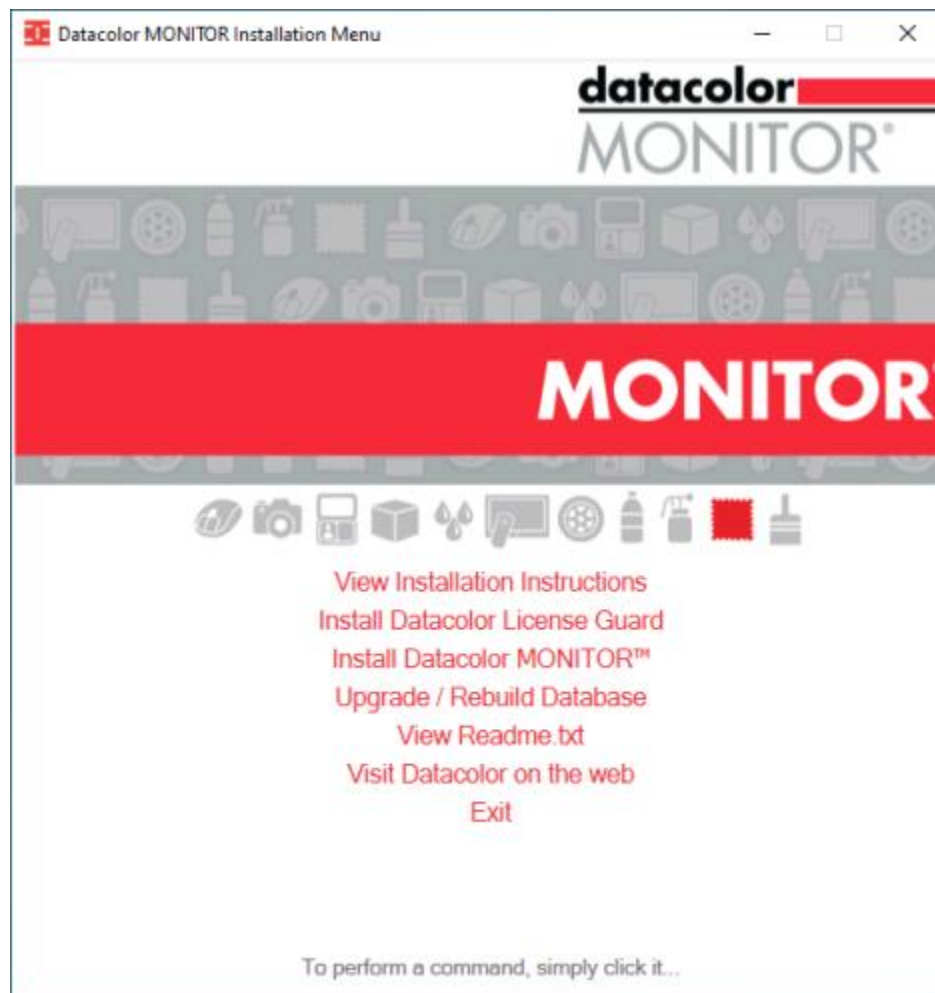 Datacolor MONITOR Installation Menu
datacolor
MONITOR®
MONITOR
View Installation Instructions
Install Datacolor License Guard
Install Datacolor MONITOR™
Upgrade / Rebuild Database
View Readme.txt
Visit Datacolor on the web
Exit
To perform a command, simply click it...